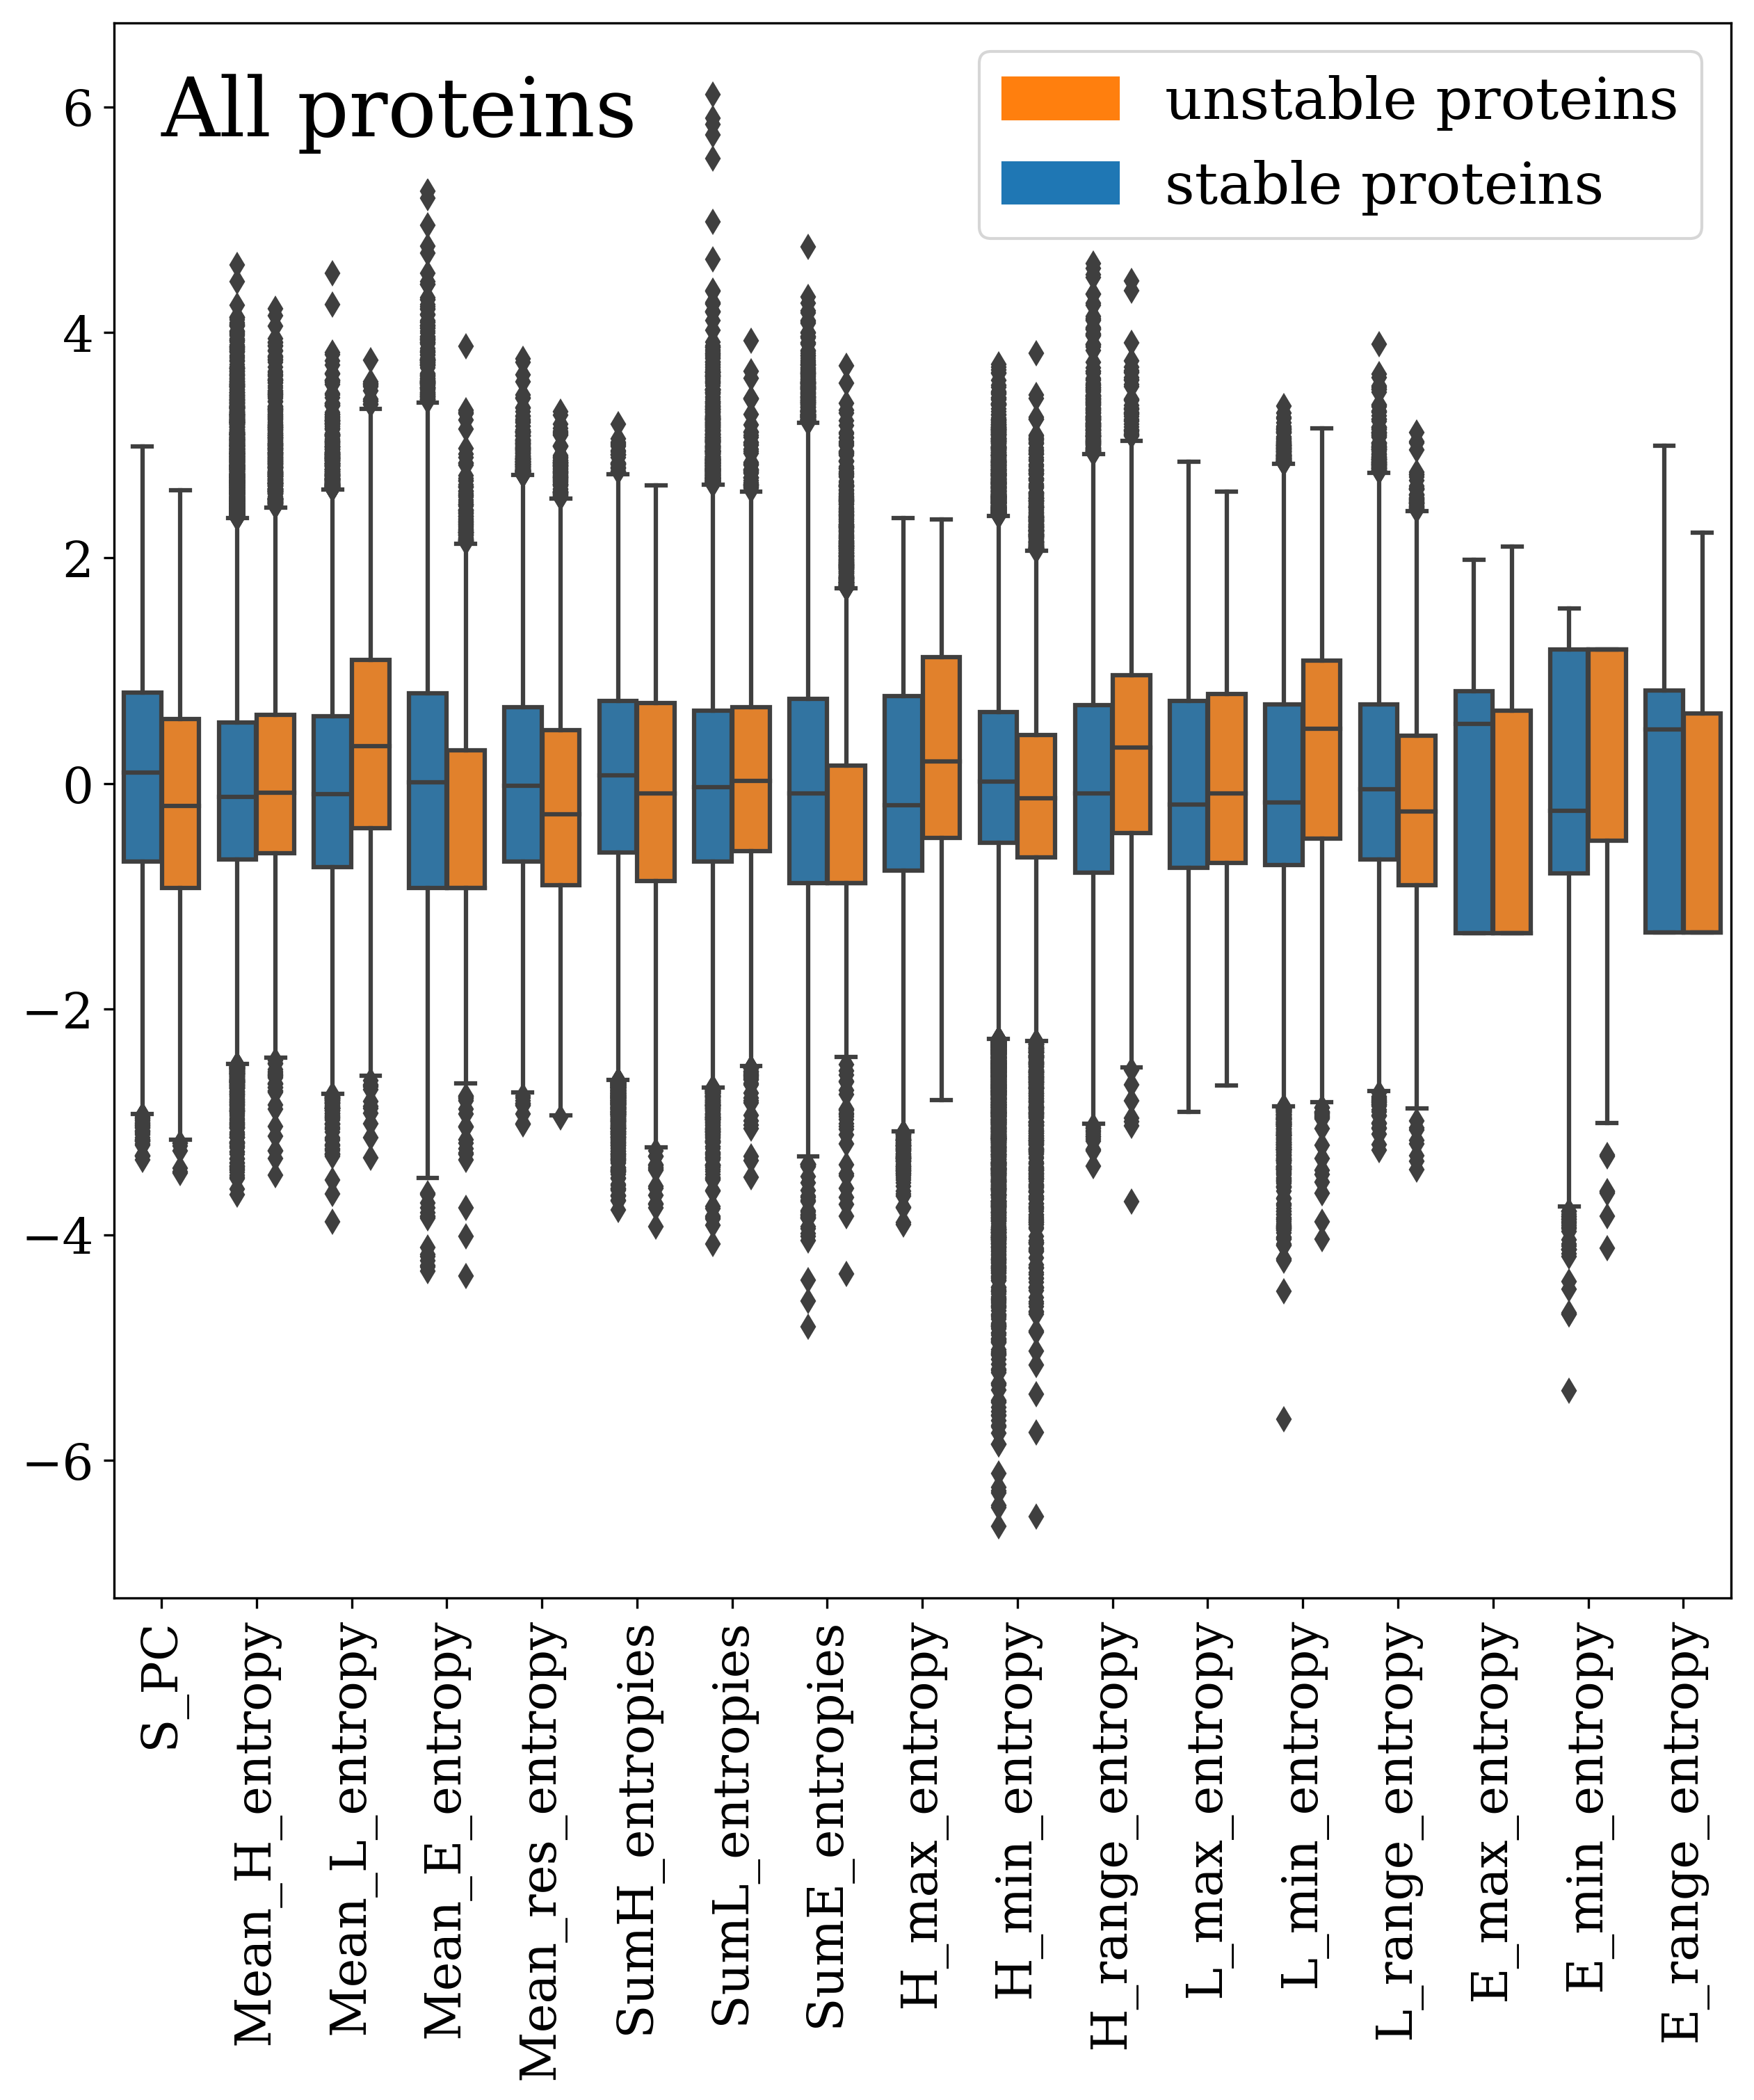 All proteins
unstable proteins
stable proteins
6
4
2
0
−2
−4
−6
S_PC
Mean_H_entropy
Mean_L_entropy
Mean_E_entropy
Mean_res_entropy
SumH_entropies
SumL_entropies
SumE_entropies
H_max_entropy
H_min_entropy
H_range_entropy
L_max_entropy
L_min_entropy
L_range_entropy
E_max_entropy
E_min_entropy
E_range_entropy